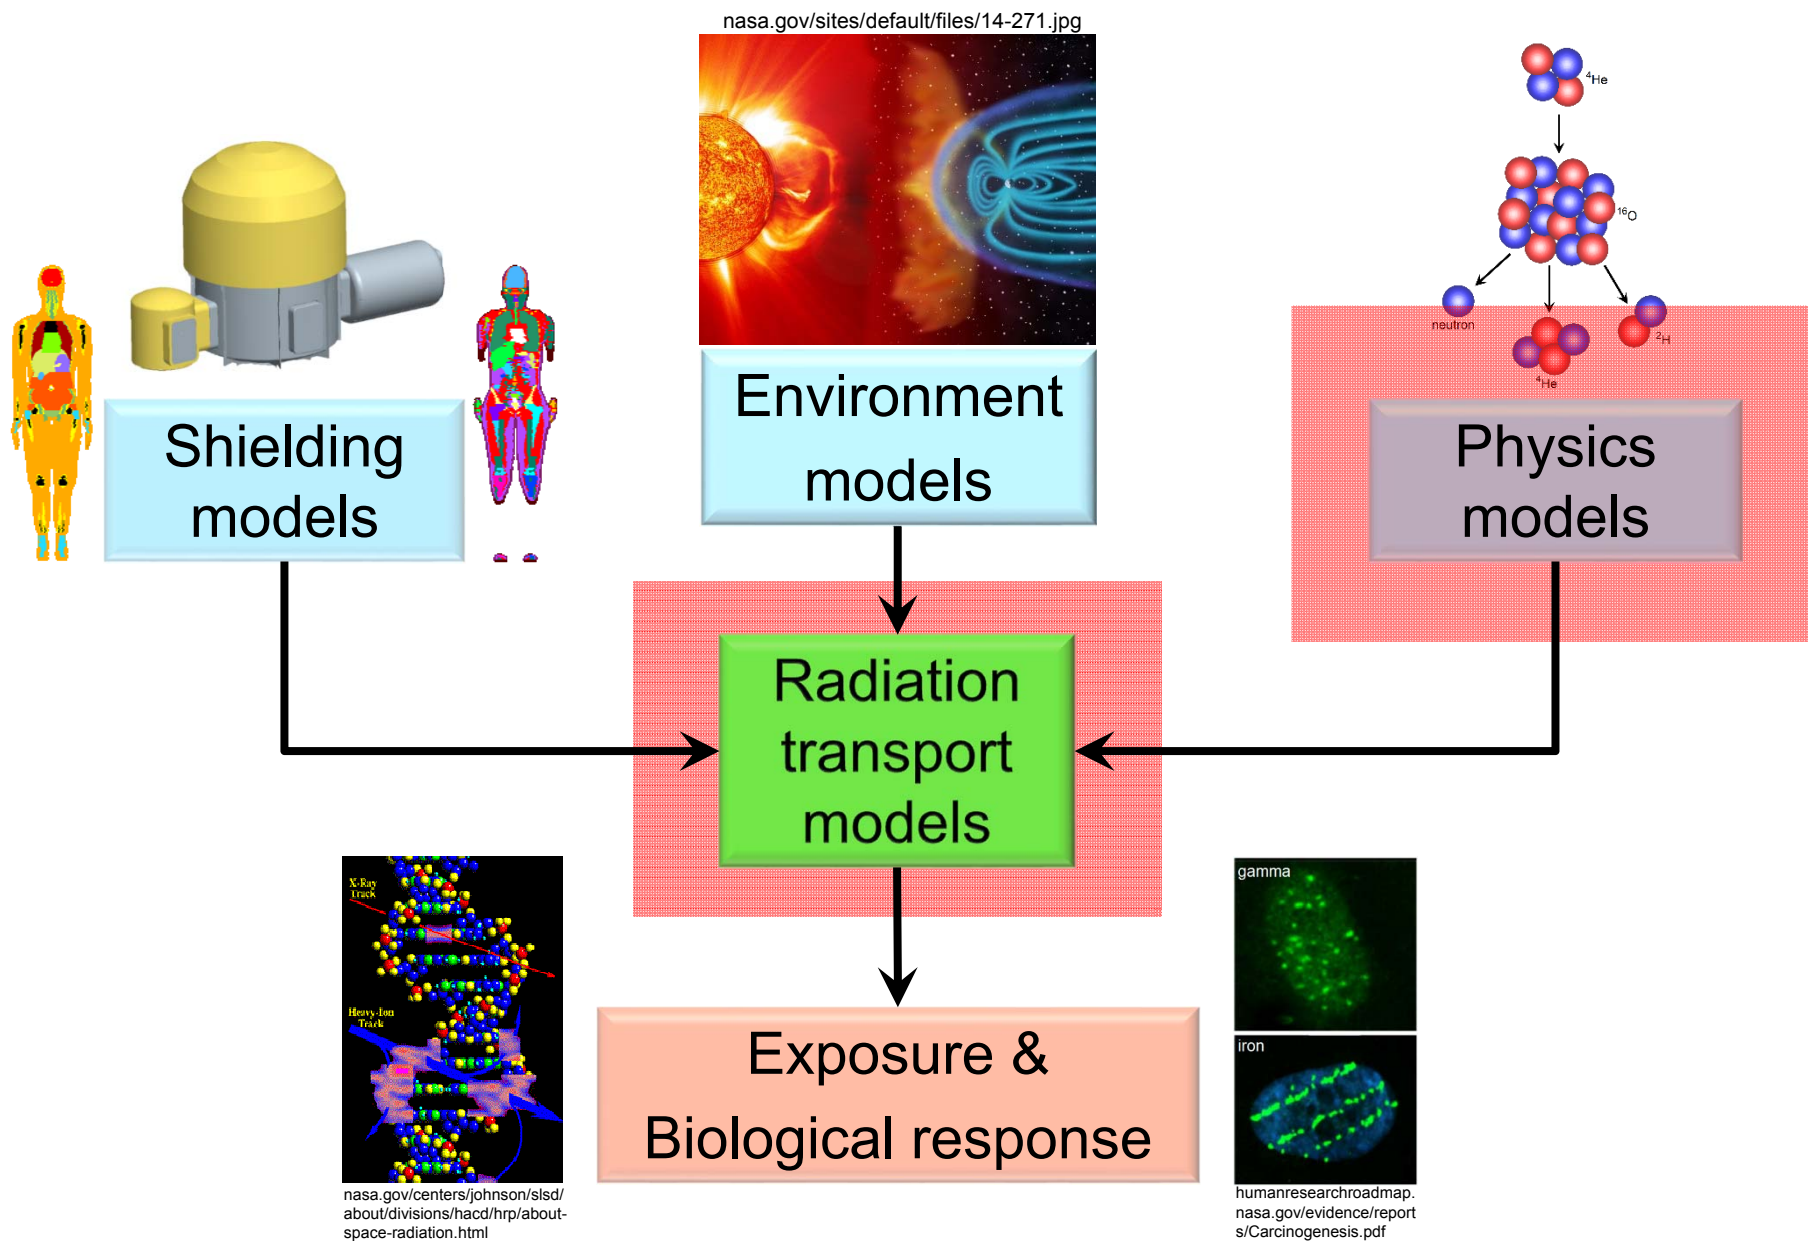 nasa.gov/sites/default/files/14-271.jpg
⁴He
¹⁶O
neutron
²H
⁴He
Shielding
models
Environment
models
Physics
models
Radiation
transport
models
X-Ray
Track
Heavy-Ion
Track
nasa.gov/centers/johnson/slsd/
about/divisions/hacd/hrp/about-
space-radiation.html
Exposure &
Biological response
gamma
iron
humanresearchroadmap.
nasa.gov/evidence/report
s/Carcinogenesis.pdf